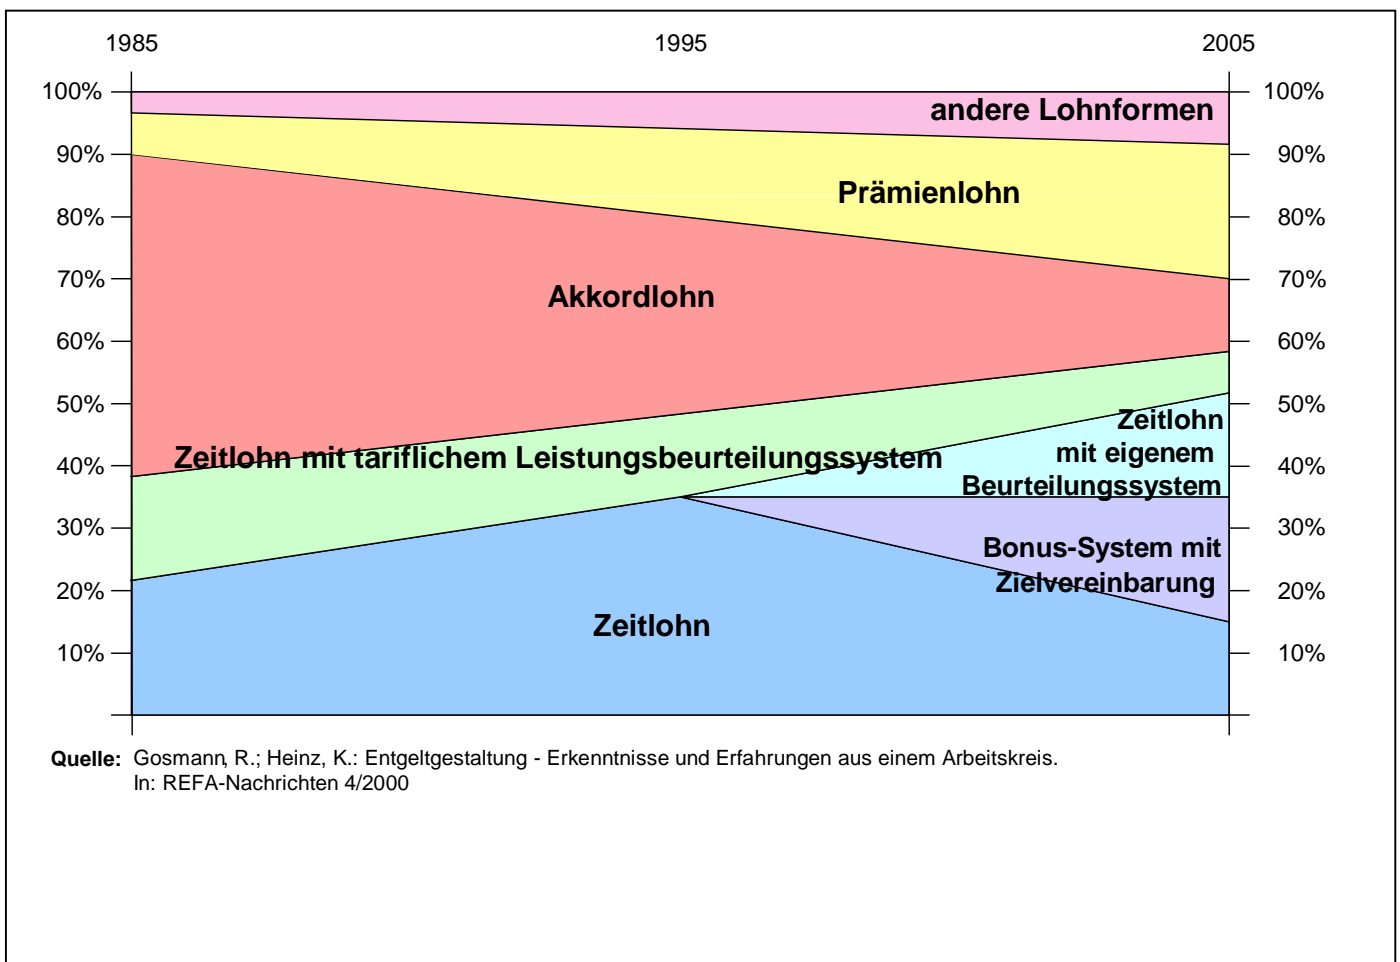 1985 1995 2005
100% 100%
andere Lohnformen
90% 90%
Prämienlohn
80% 80%
70% 70%
Akkordlohn
60% 60%
50% 50%
Zeitlohn
mit eigenem
Beurteilungssystem
Zeitlohn mit tariflichem Leistungsbeurteilungssystem
40% 40%
30% 30%
Bonus-System mit
Zielvereinbarung
20% 20%
Zeitlohn
10% 10%
Quelle: Gosmann, R.; Heinz, K.: Entgeltgestaltung - Erkenntnisse und Erfahrungen aus einem Arbeitskreis.
In: REFA-Nachrichten 4/2000